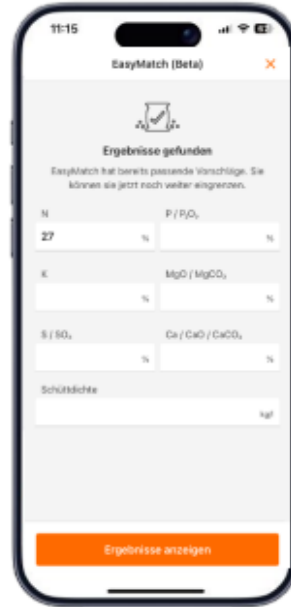 11:15
EasyMatch (Beta)
Ergebnisse gefunden
EasyMatch hat bereits passende Vorschläge. Sie
können sie jetzt noch weiter eingrenzen.
N P / P₂O₅
27 % %
K MgO / MgCO₃
% %
S / SO₃ Ca / CaO / CaCO₃
% %
Schüttdichte
kg/l
Ergebnisse anzeigen